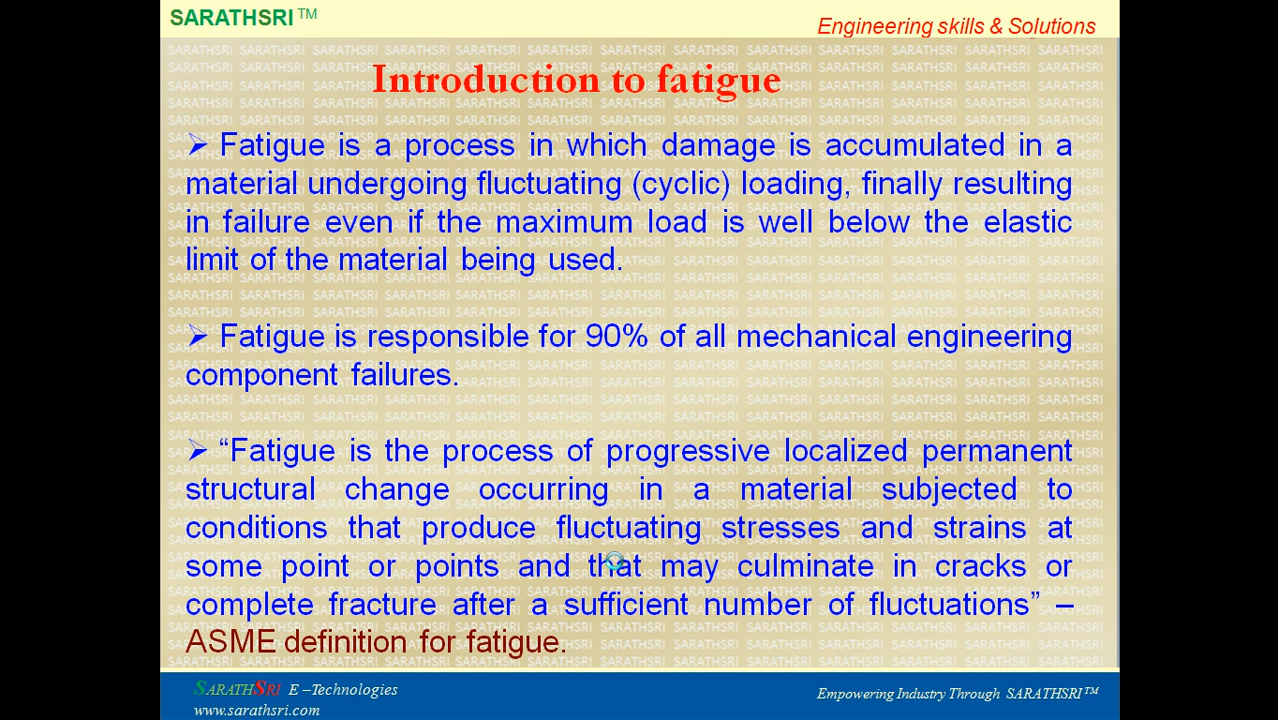 SARATHSRI™
Engineering skills & Solutions
Introduction to fatigue
➢ Fatigue is a process in which damage is accumulated in a
material undergoing fluctuating (cyclic) loading, finally resulting
in failure even if the maximum load is well below the elastic
limit of the material being used.
➢ Fatigue is responsible for 90% of all mechanical engineering
component failures.
➢ “Fatigue is the process of progressive localized permanent
structural change occurring in a material subjected to
conditions that produce fluctuating stresses and strains at
some point or points and that may culminate in cracks or
complete fracture after a sufficient number of fluctuations” –
ASME definition for fatigue.
SARATHSRI E –Technologies
www.sarathsri.com
Empowering Industry Through SARATHSRI™